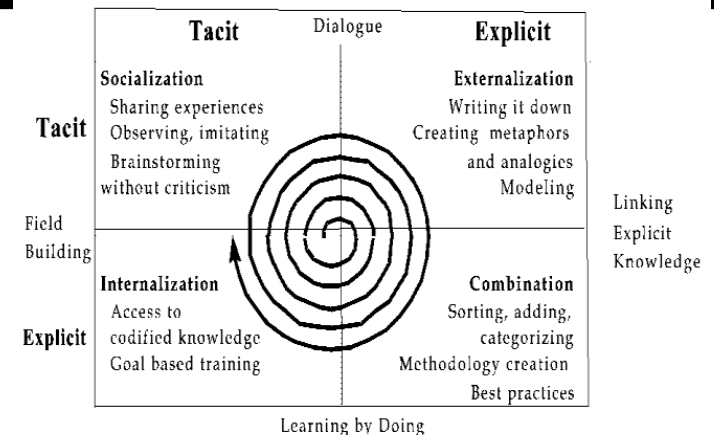 Tacit
Dialogue
Explicit
Socialization
Sharing experiences
Observing, imitating
Brainstorming
without criticism
Externalization
Writing it down
Creating metaphors
and analogies
Modeling
Tacit
Field
Building
Linking
Explicit
Knowledge
Internalization
Access to
codified knowledge
Goal based training
Combination
Sorting, adding,
categorizing
Methodology creation
Best practices
Explicit
Learning by Doing